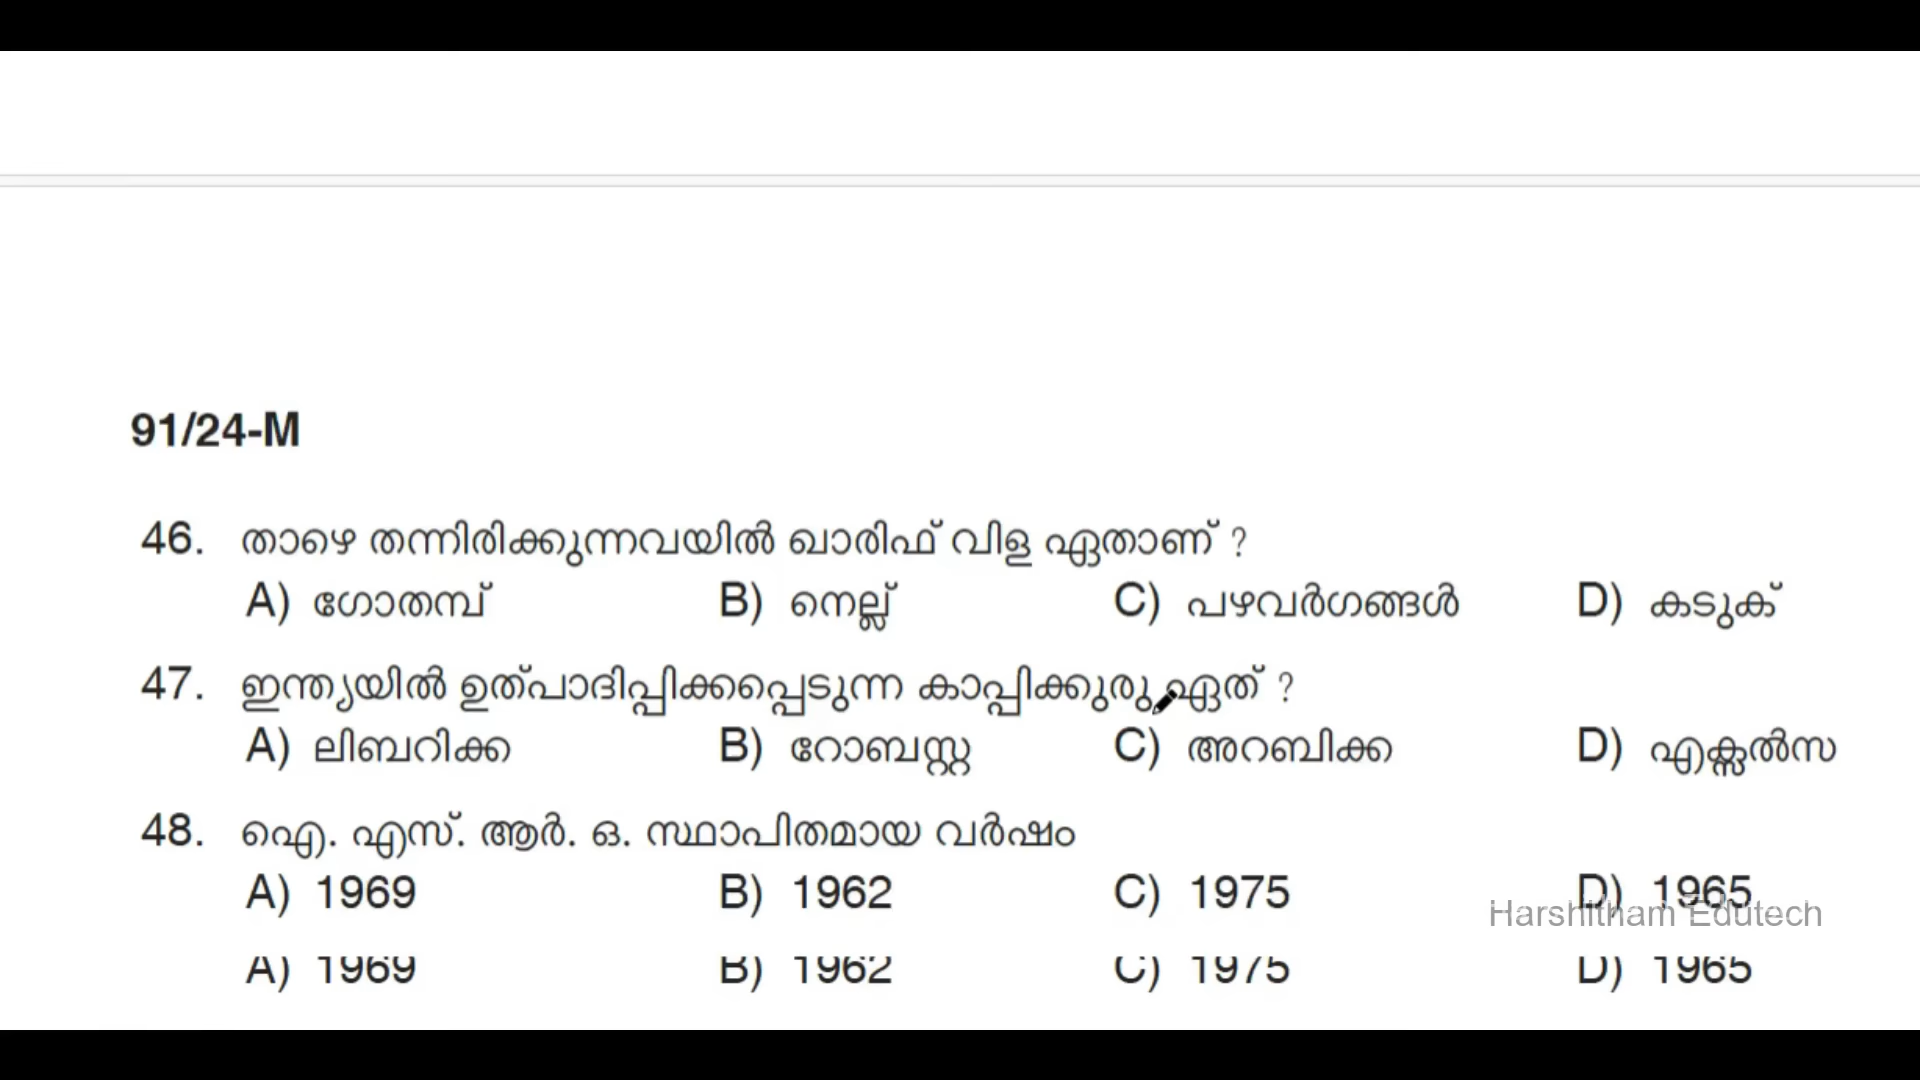 91/24-M
46. താഴെ തന്നിരിക്കുന്നവയിൽ ഖാരിഫ് വിള ഏതാണ് ?
A) ഗോതമ്പ് B) നെല്ല് C) പഴവർഗങ്ങൾ D) കടുക്
47. ഇന്ത്യയിൽ ഉത്പാദിപ്പിക്കപ്പെടുന്ന കാപ്പിക്കുരു ഏത് ?
A) ലിബറിക്ക B) റോബസ്റ്റ C) അറബിക്ക D) എക്സൽസ
48. ഐ. എസ്. ആർ. ഒ. സ്ഥാപിതമായ വർഷം
A) 1969 B) 1962 C) 1975 D) 1965
Harshitham Edutech
A) 1969 B) 1962 C) 1975 D) 1965